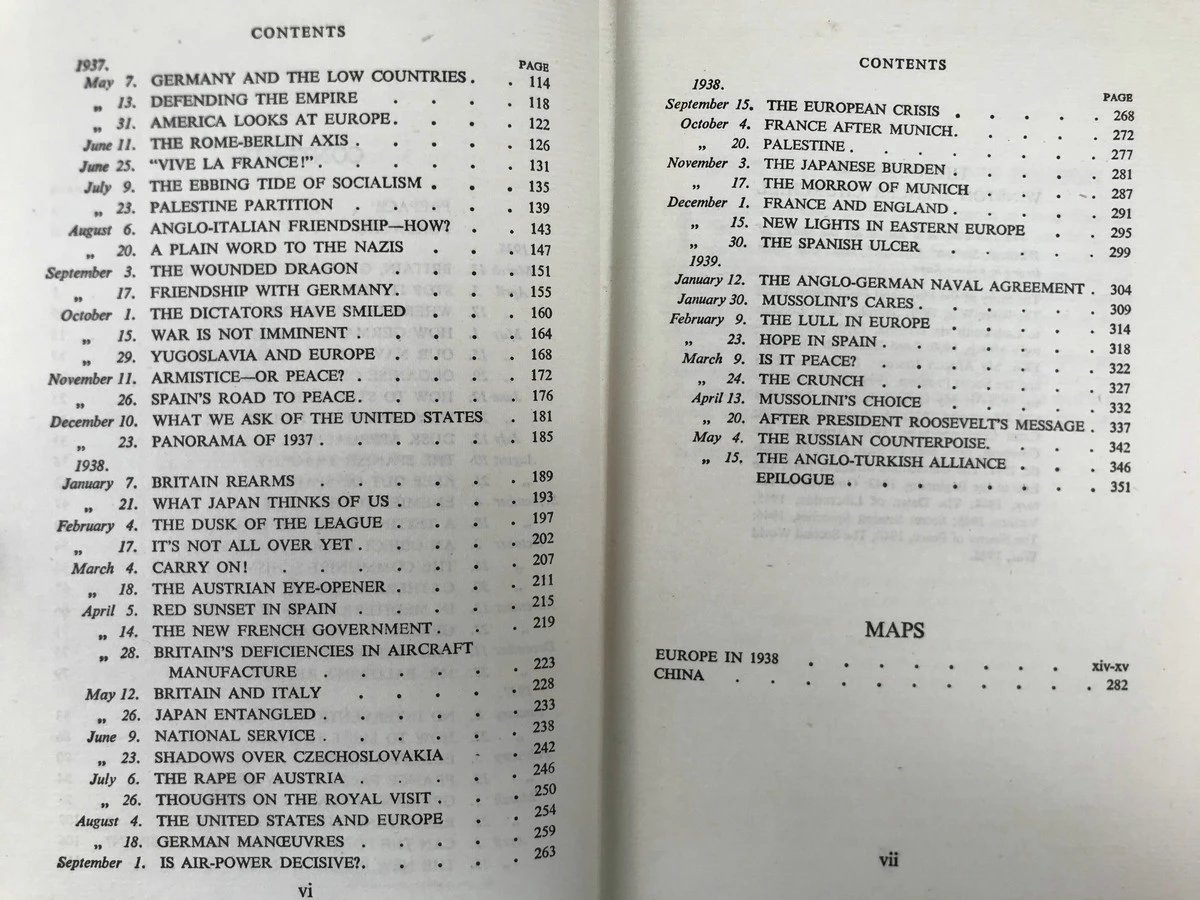 CONTENTS
1937. PAGE
May 7. GERMANY AND THE LOW COUNTRIES . . 114
„ 13. DEFENDING THE EMPIRE . . . . 118
„ 31. AMERICA LOOKS AT EUROPE . . . . 122
June 11. THE ROME-BERLIN AXIS . . . . . 126
June 25. “VIVE LA FRANCE!” . . . . . 131
July 9. THE EBBING TIDE OF SOCIALISM . . . 135
„ 23. PALESTINE PARTITION . . . . . 139
August 6. ANGLO-ITALIAN FRIENDSHIP—HOW? . . 143
„ 20. A PLAIN WORD TO THE NAZIS . . . 147
September 3. THE WOUNDED DRAGON . . . . 151
„ 17. FRIENDSHIP WITH GERMANY . . . . 155
October 1. THE DICTATORS HAVE SMILED . . . 160
„ 15. WAR IS NOT IMMINENT . . . . . 164
„ 29. YUGOSLAVIA AND EUROPE . . . . 168
November 11. ARMISTICE—OR PEACE? . . . . . 172
„ 26. SPAIN'S ROAD TO PEACE . . . . . 176
December 10. WHAT WE ASK OF THE UNITED STATES . 181
„ 23. PANORAMA OF 1937 . . . . . . 185
1938.
January 7. BRITAIN REARMS . . . . . 189
„ 21. WHAT JAPAN THINKS OF US . . . . 193
February 4. THE DUSK OF THE LEAGUE . . . . 197
„ 17. IT'S NOT ALL OVER YET . . . . . 202
March 4. CARRY ON! . . . . . . 207
„ 18. THE AUSTRIAN EYE-OPENER . . . . 211
April 5. RED SUNSET IN SPAIN . . . . . 215
„ 14. THE NEW FRENCH GOVERNMENT . . . 219
„ 28. BRITAIN'S DEFICIENCIES IN AIRCRAFT
MANUFACTURE . . . . . . 223
May 12. BRITAIN AND ITALY . . . . . 228
„ 26. JAPAN ENTANGLED . . . . . 233
June 9. NATIONAL SERVICE . . . . . 238
„ 23. SHADOWS OVER CZECHOSLOVAKIA . . . 242
July 6. THE RAPE OF AUSTRIA . . . . . 246
„ 26. THOUGHTS ON THE ROYAL VISIT . . . 250
August 4. THE UNITED STATES AND EUROPE . . 254
„ 18. GERMAN MANŒUVRES . . . . . 259
September 1. IS AIR-POWER DECISIVE? . . . . . 263
vi
CONTENTS
1938. PAGE
September 15. THE EUROPEAN CRISIS . . . . . 268
October 4. FRANCE AFTER MUNICH . . . . . 272
„ 20. PALESTINE . . . . . . . 277
November 3. THE JAPANESE BURDEN . . . . . 281
„ 17. THE MORROW OF MUNICH . . . . 287
December 1. FRANCE AND ENGLAND . . . . . 291
„ 15. NEW LIGHTS IN EASTERN EUROPE . . 295
„ 30. THE SPANISH ULCER . . . . . 299
1939.
January 12. THE ANGLO-GERMAN NAVAL AGREEMENT . 304
January 30. MUSSOLINI'S CARES . . . . . . 309
February 9. THE LULL IN EUROPE . . . . . 314
„ 23. HOPE IN SPAIN . . . . . . 318
March 9. IS IT PEACE? . . . . . . 322
„ 24. THE CRUNCH . . . . . . 327
April 13. MUSSOLINI'S CHOICE . . . . . 332
„ 20. AFTER PRESIDENT ROOSEVELT'S MESSAGE . 337
May 4. THE RUSSIAN COUNTERPOISE . . . . 342
„ 15. THE ANGLO-TURKISH ALLIANCE . . . 346
EPILOGUE . . . . . . . 351
MAPS
EUROPE IN 1938 . . . . . . . xiv-xv
CHINA . . . . . . . . . 282
vii